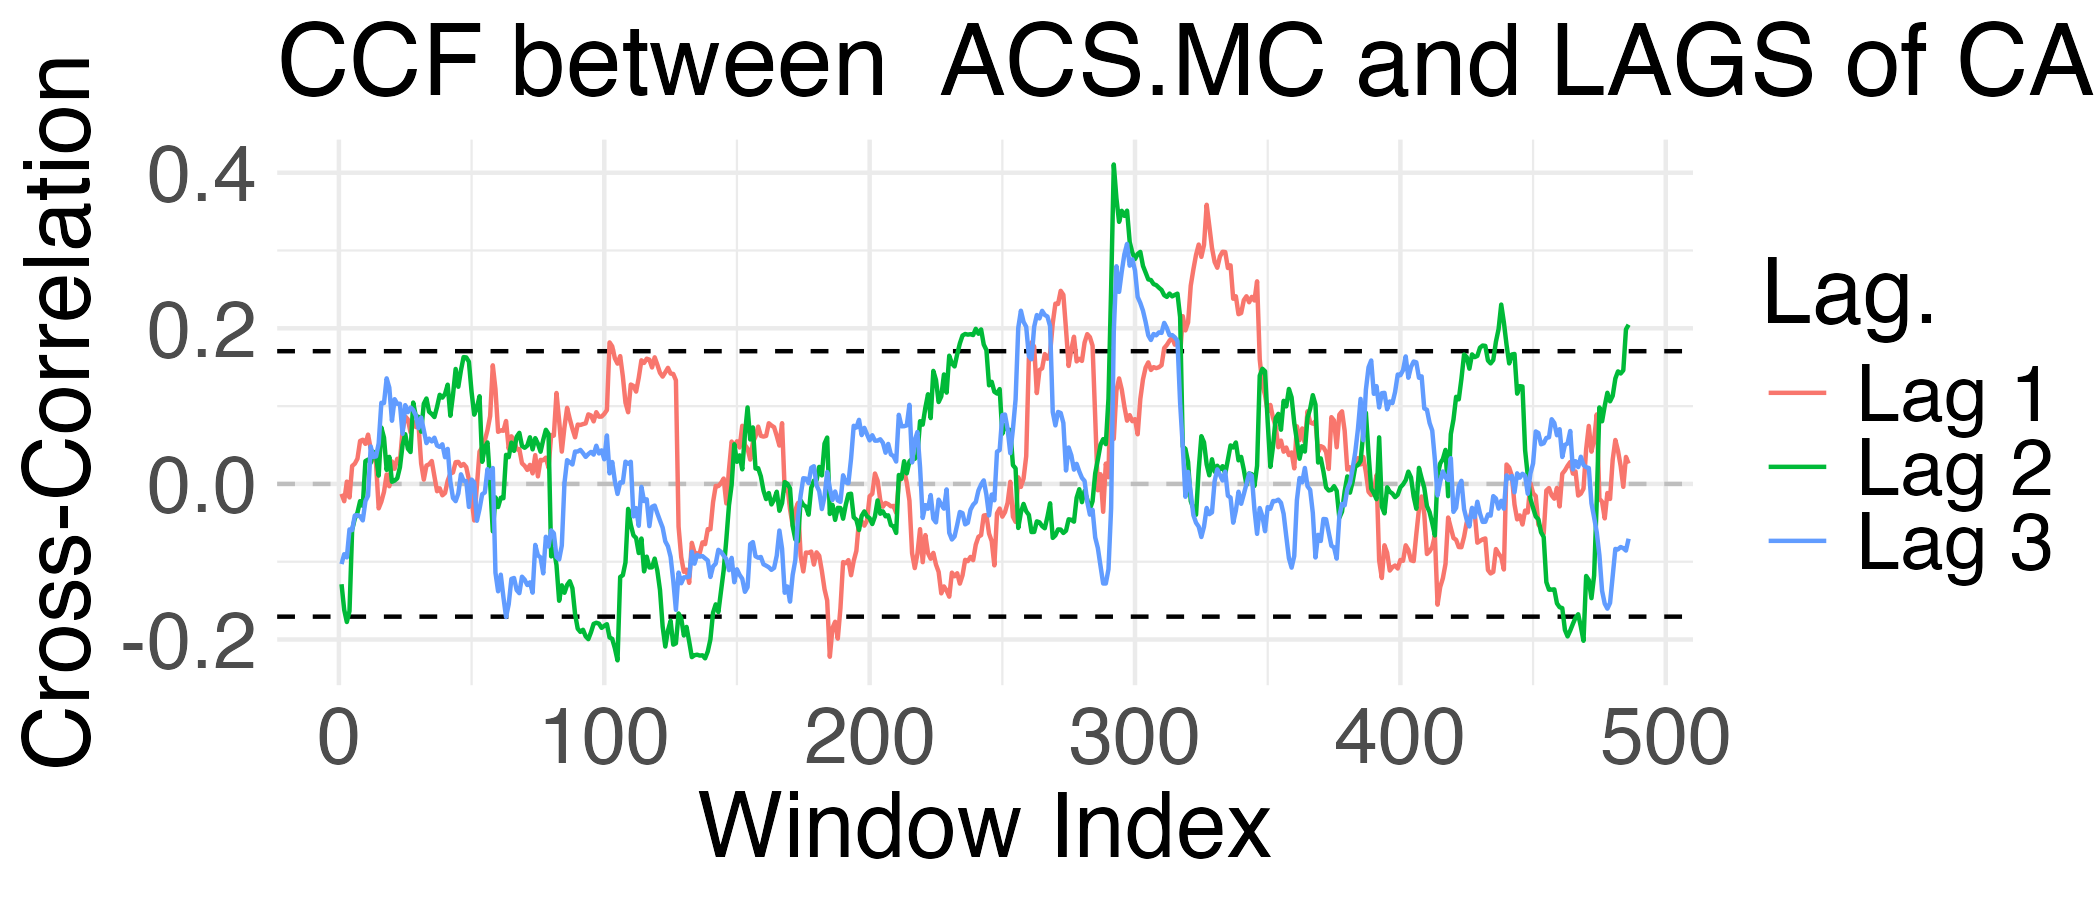 CCF between  ACS.MC and LAGS of CA
Cross-Correlation
0.4
0.2
0.0
-0.2
0 100 200 300 400 500
Window Index
Lag.
Lag 1
Lag 2
Lag 3